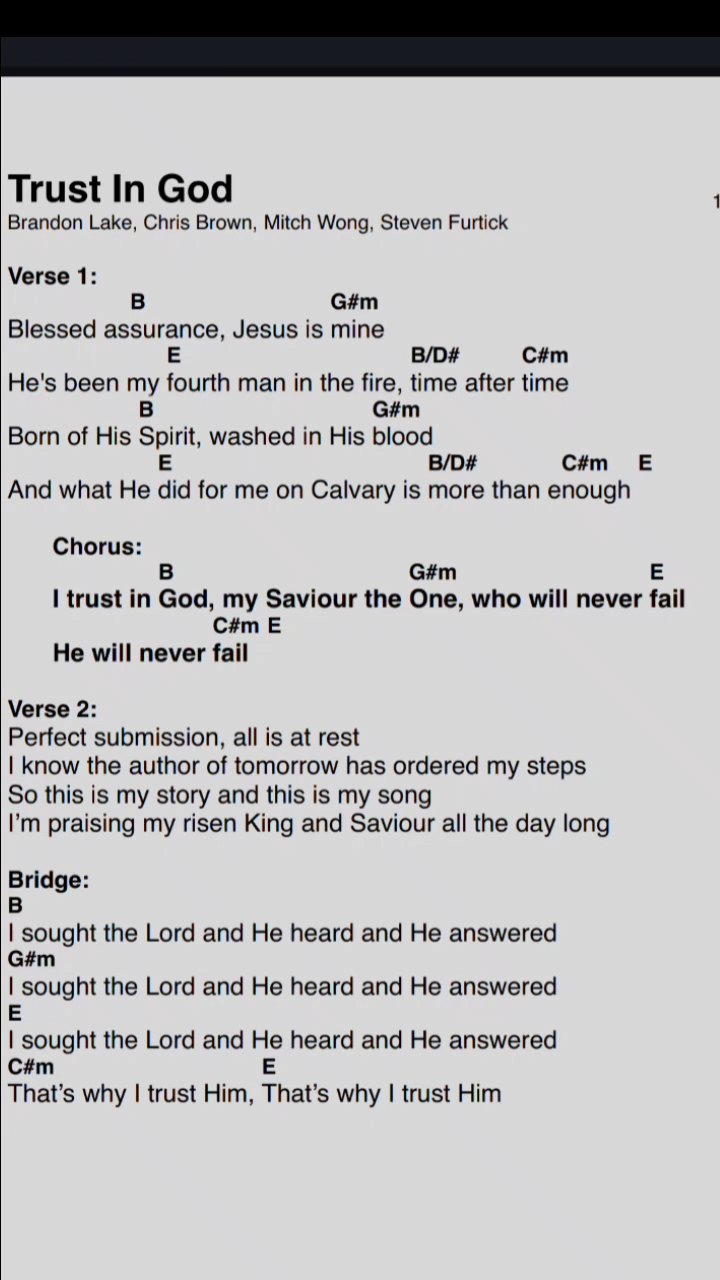 Trust In God
1
Brandon Lake, Chris Brown, Mitch Wong, Steven Furtick
Verse 1:
B G#m
Blessed assurance, Jesus is mine
E B/D# C#m
He's been my fourth man in the fire, time after time
B G#m
Born of His Spirit, washed in His blood
E B/D# C#m E
And what He did for me on Calvary is more than enough
Chorus:
B G#m E
I trust in God, my Saviour the One, who will never fail
C#m E
He will never fail
Verse 2:
Perfect submission, all is at rest
I know the author of tomorrow has ordered my steps
So this is my story and this is my song
I’m praising my risen King and Saviour all the day long
Bridge:
B
I sought the Lord and He heard and He answered
G#m
I sought the Lord and He heard and He answered
E
I sought the Lord and He heard and He answered
C#m E
That’s why I trust Him, That’s why I trust Him